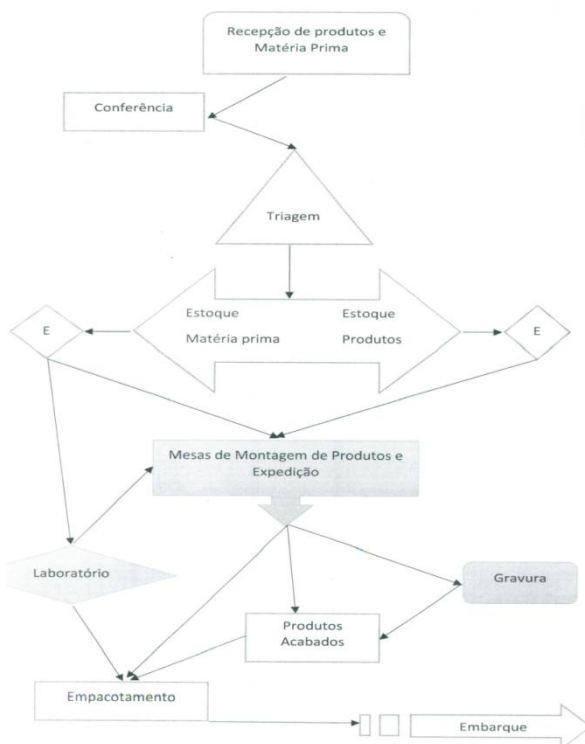 Recepção de produtos e
Matéria Prima
Conferência
Triagem
Estoque
Matéria prima
Estoque
Produtos
E
E
Mesas de Montagem de Produtos e
Expedição
Laboratório
Gravura
Produtos
Acabados
Empacotamento
Embarque